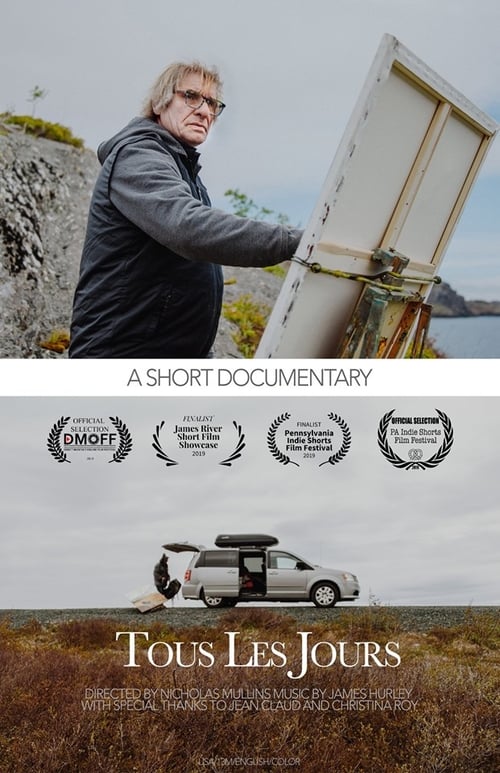 A SHORT DOCUMENTARY
OFFICIAL
SELECTION
DMOFF
FINALIST
James River
Short Film
Showcase
2019
FINALIST
Pennsylvania
Indie Shorts
Film Festival
2019
OFFICIAL SELECTION
PA Indie Shorts
Film Festival
TOUS LES JOURS
DIRECTED BY NICHOLAS MULLINS MUSIC BY JAMES HURLEY
WITH SPECIAL THANKS TO JEAN CLAUD AND CHRISTINA ROY
USA/13M/ENGLISH/COLOR